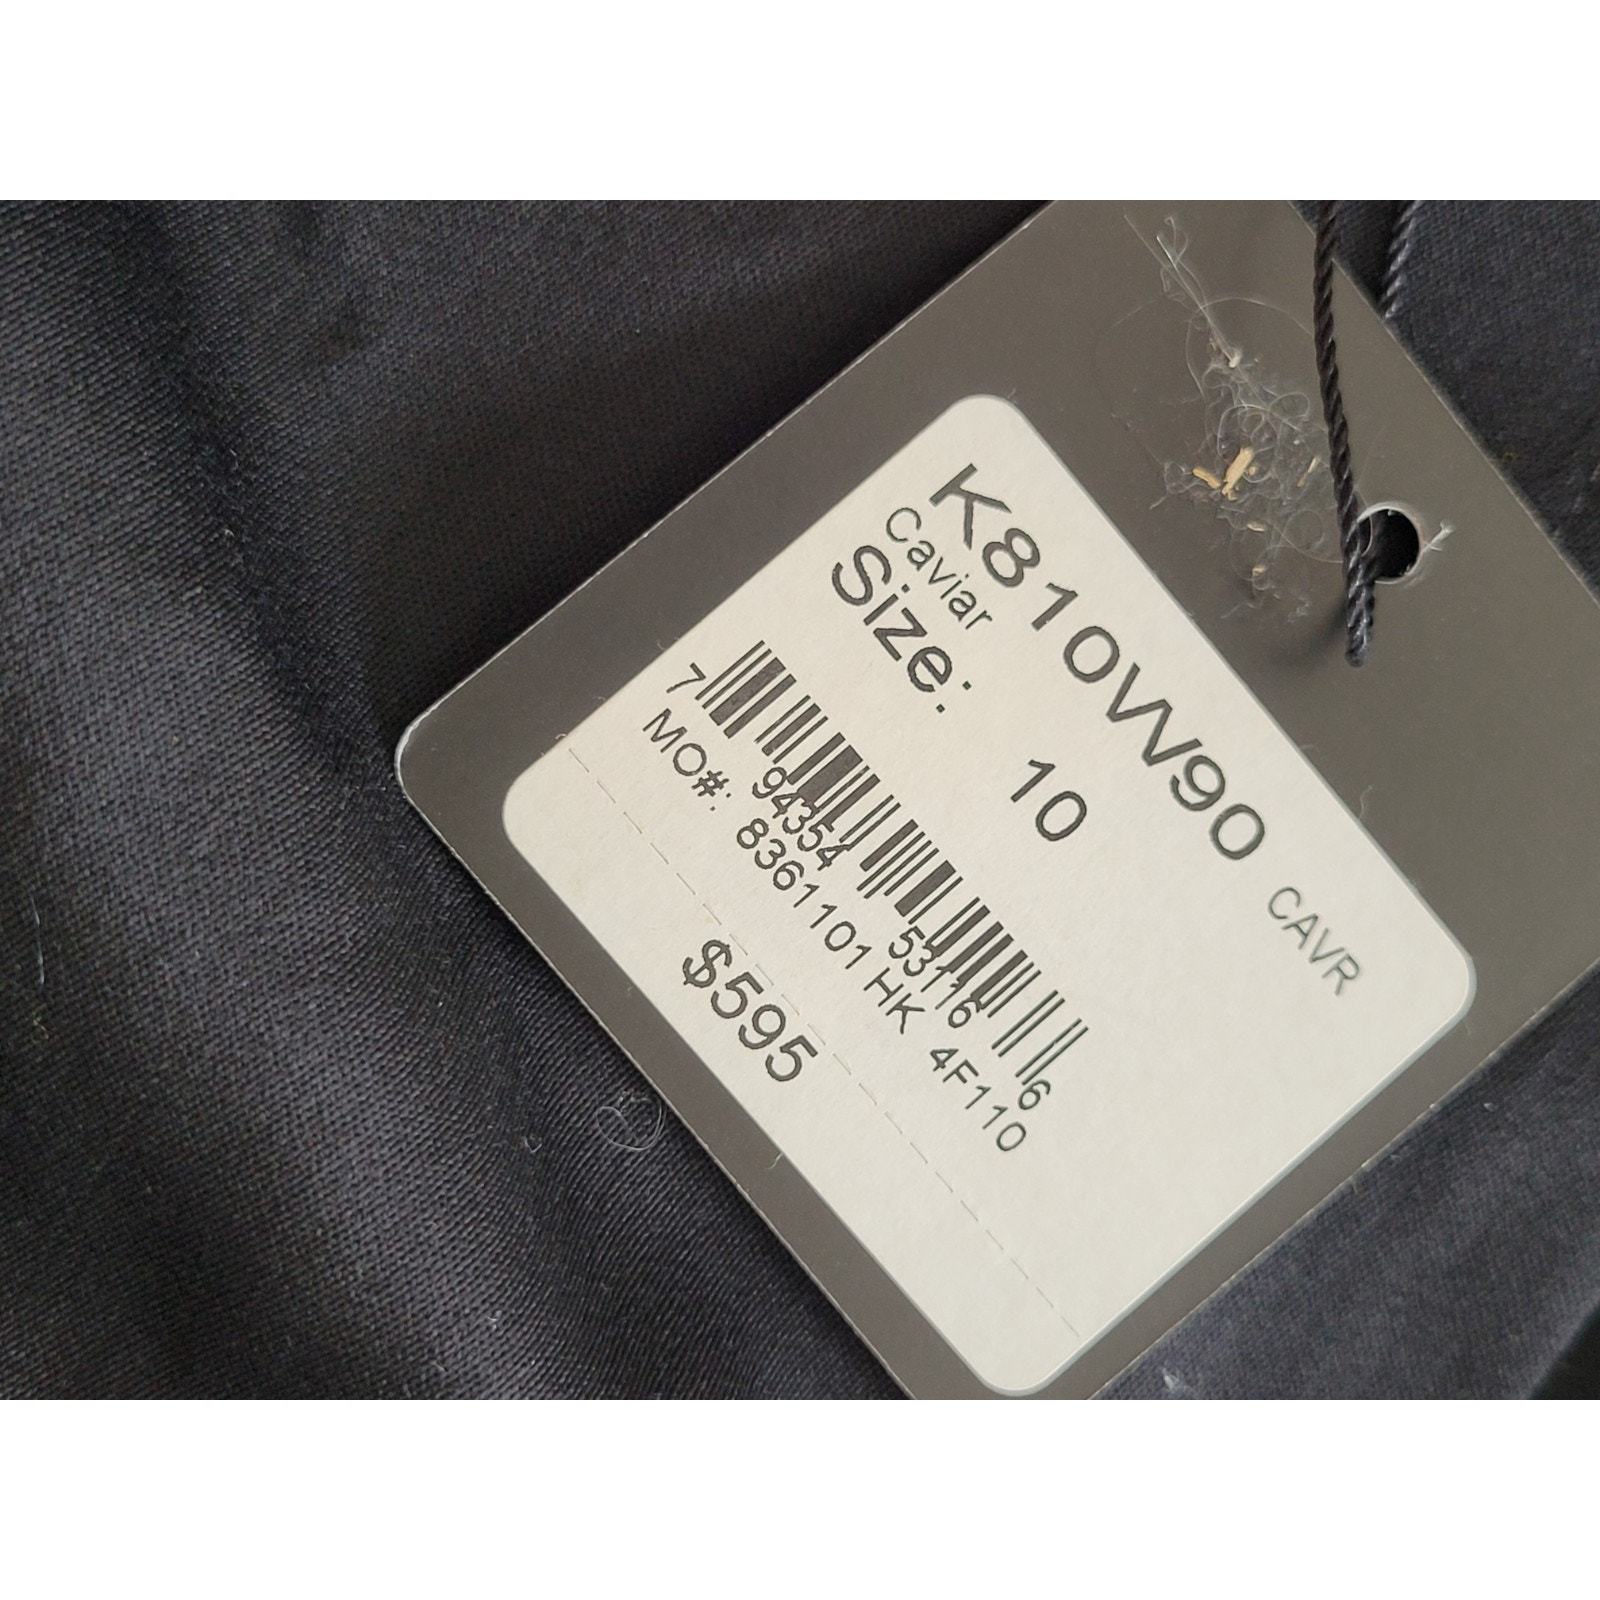 K810W90 CAVR
Caviar
Size: 10
7 94354 53116 6
MO#: 8361101 HK 4F110
$595